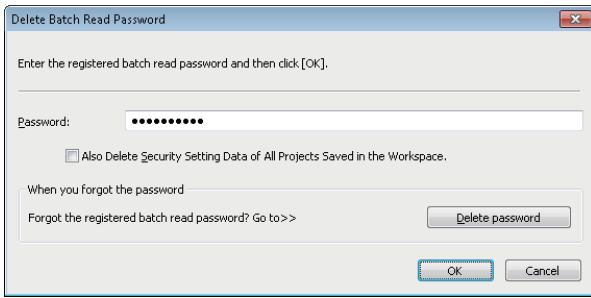 Delete Batch Read Password
Enter the registered batch read password and then click [OK].
Password: ●●●●●●●●●●
Also Delete Security Setting Data of All Projects Saved in the Workspace.
When you forgot the password
Forgot the registered batch read password? Go to>> Delete password
OK Cancel